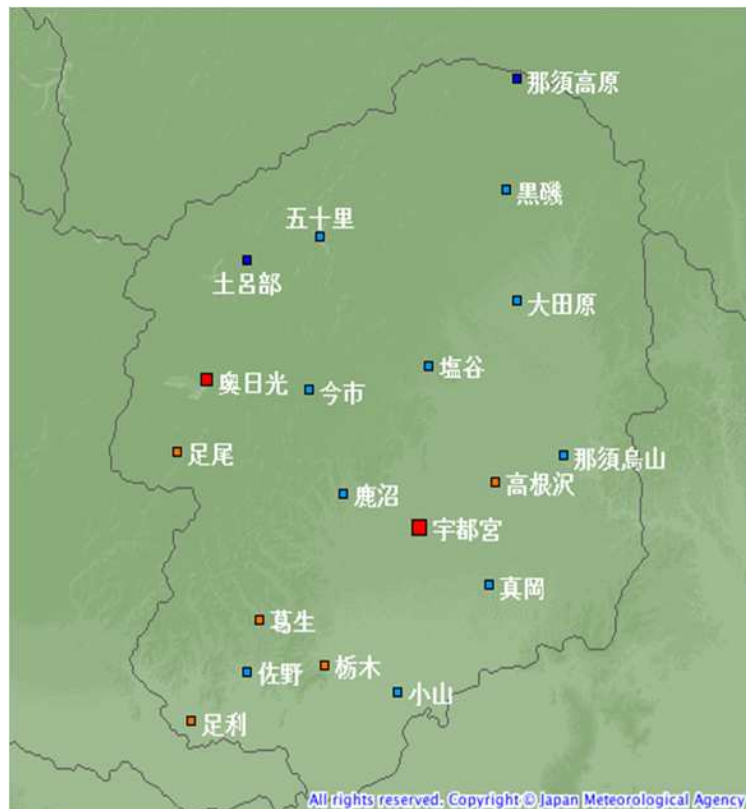 那須高原
黒磯
五十里
土呂部
大田原
塩谷
奥日光
今市
足尾
那須烏山
高根沢
鹿沼
宇都宮
真岡
葛生
栃木
佐野
小山
足利
All rights reserved. Copyright © Japan Meteorological Agency